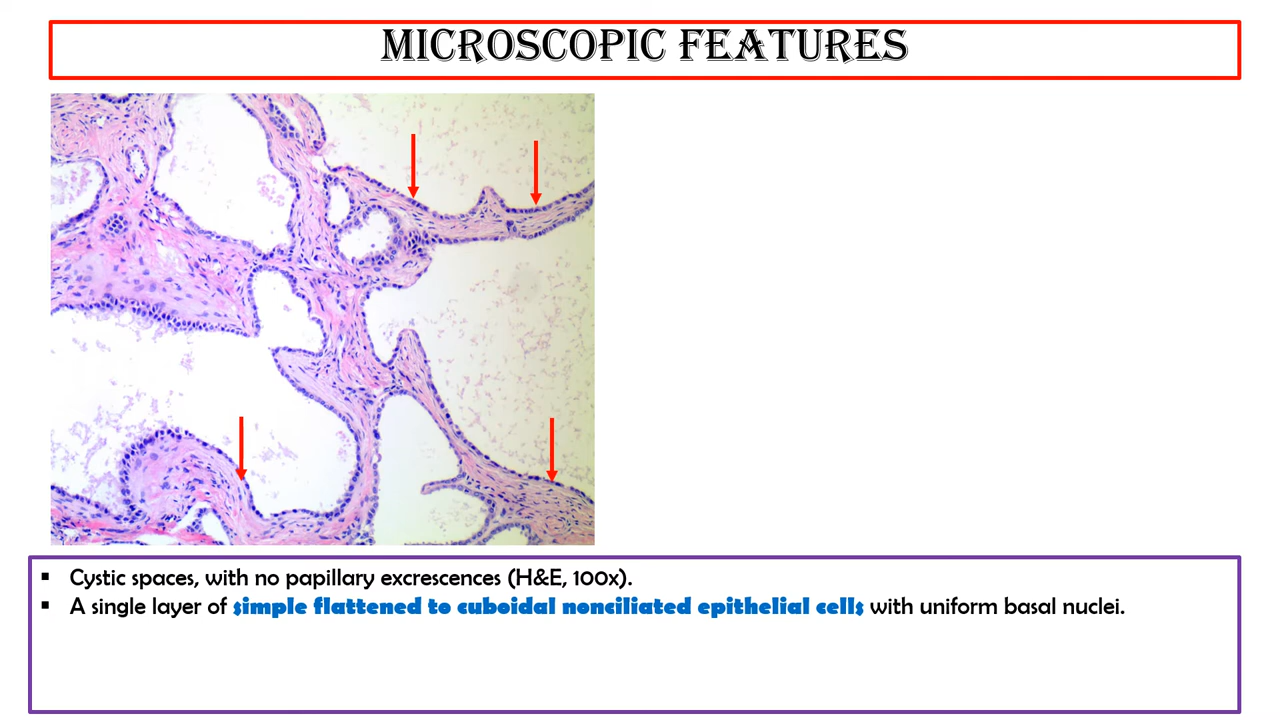 MICROSCOPIC FEATURES
▪ Cystic spaces, with no papillary excrescences (H&E, 100x).
▪ A single layer of simple flattened to cuboidal nonciliated epithelial cells with uniform basal nuclei.